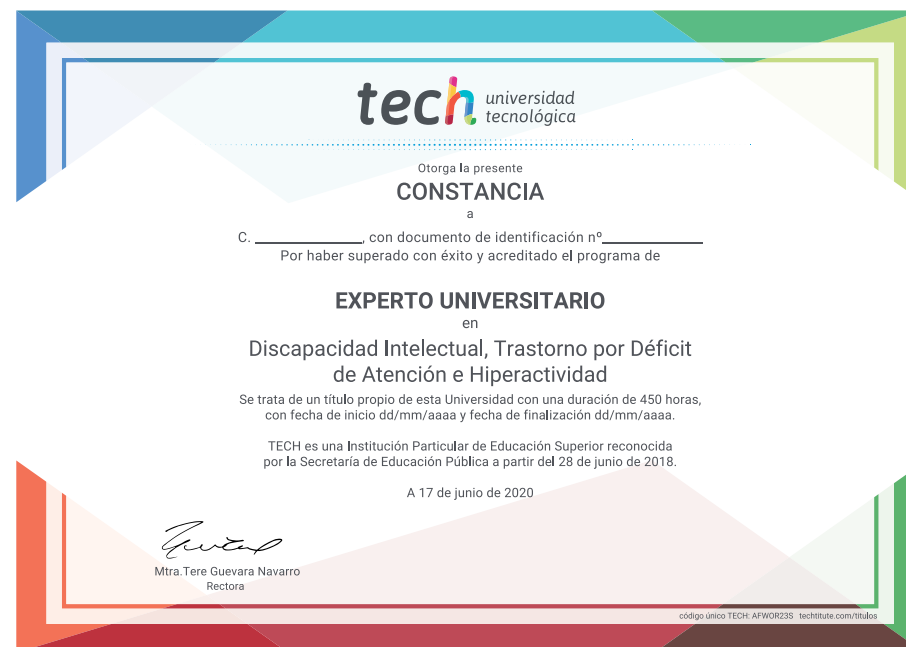 tech universidad
tecnológica
Otorga la presente
CONSTANCIA
a
C. ____________, con documento de identificación nº____________
Por haber superado con éxito y acreditado el programa de
EXPERTO UNIVERSITARIO
en
Discapacidad Intelectual, Trastorno por Déficit
de Atención e Hiperactividad
Se trata de un título propio de esta Universidad con una duración de 450 horas,
con fecha de inicio dd/mm/aaaa y fecha de finalización dd/mm/aaaa.
TECH es una Institución Particular de Educación Superior reconocida
por la Secretaría de Educación Pública a partir del 28 de junio de 2018.
A 17 de junio de 2020
Mtra.Tere Guevara Navarro
Rectora
código único TECH: AFWOR23S techtitute.com/titulos